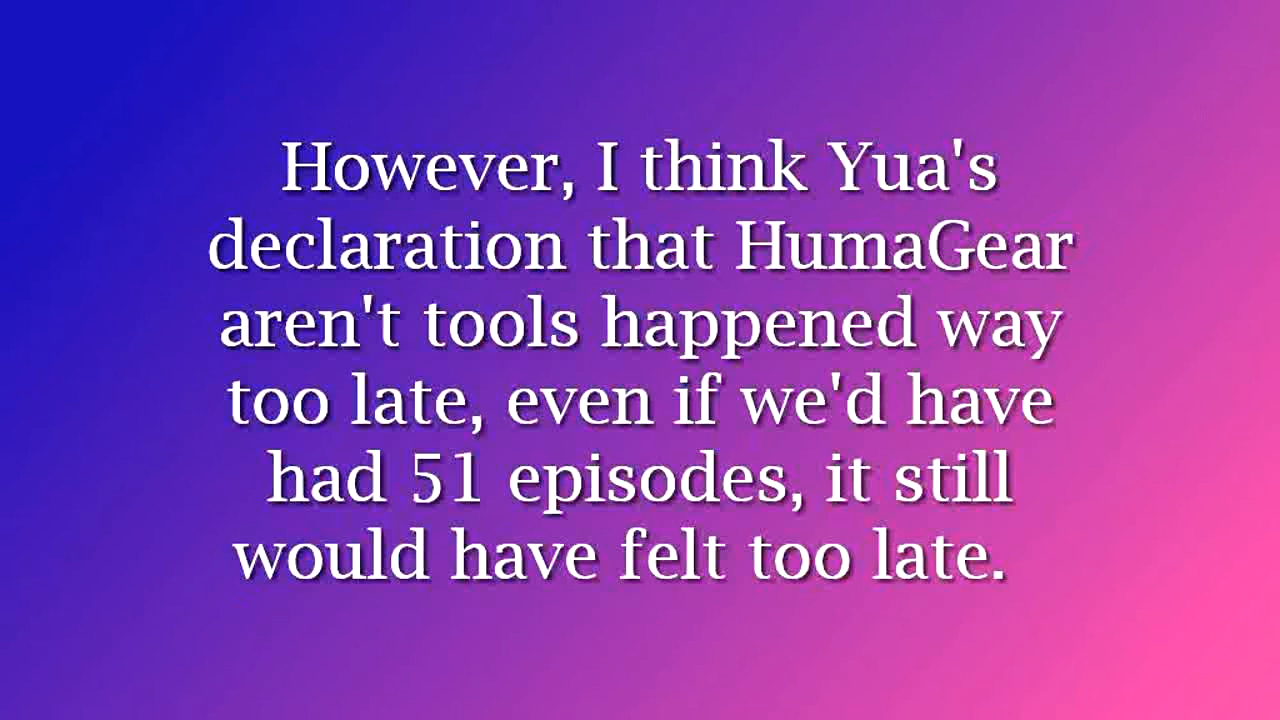 However, I think Yua's
declaration that HumaGear
aren't tools happened way
too late, even if we'd have
had 51 episodes, it still
would have felt too late.